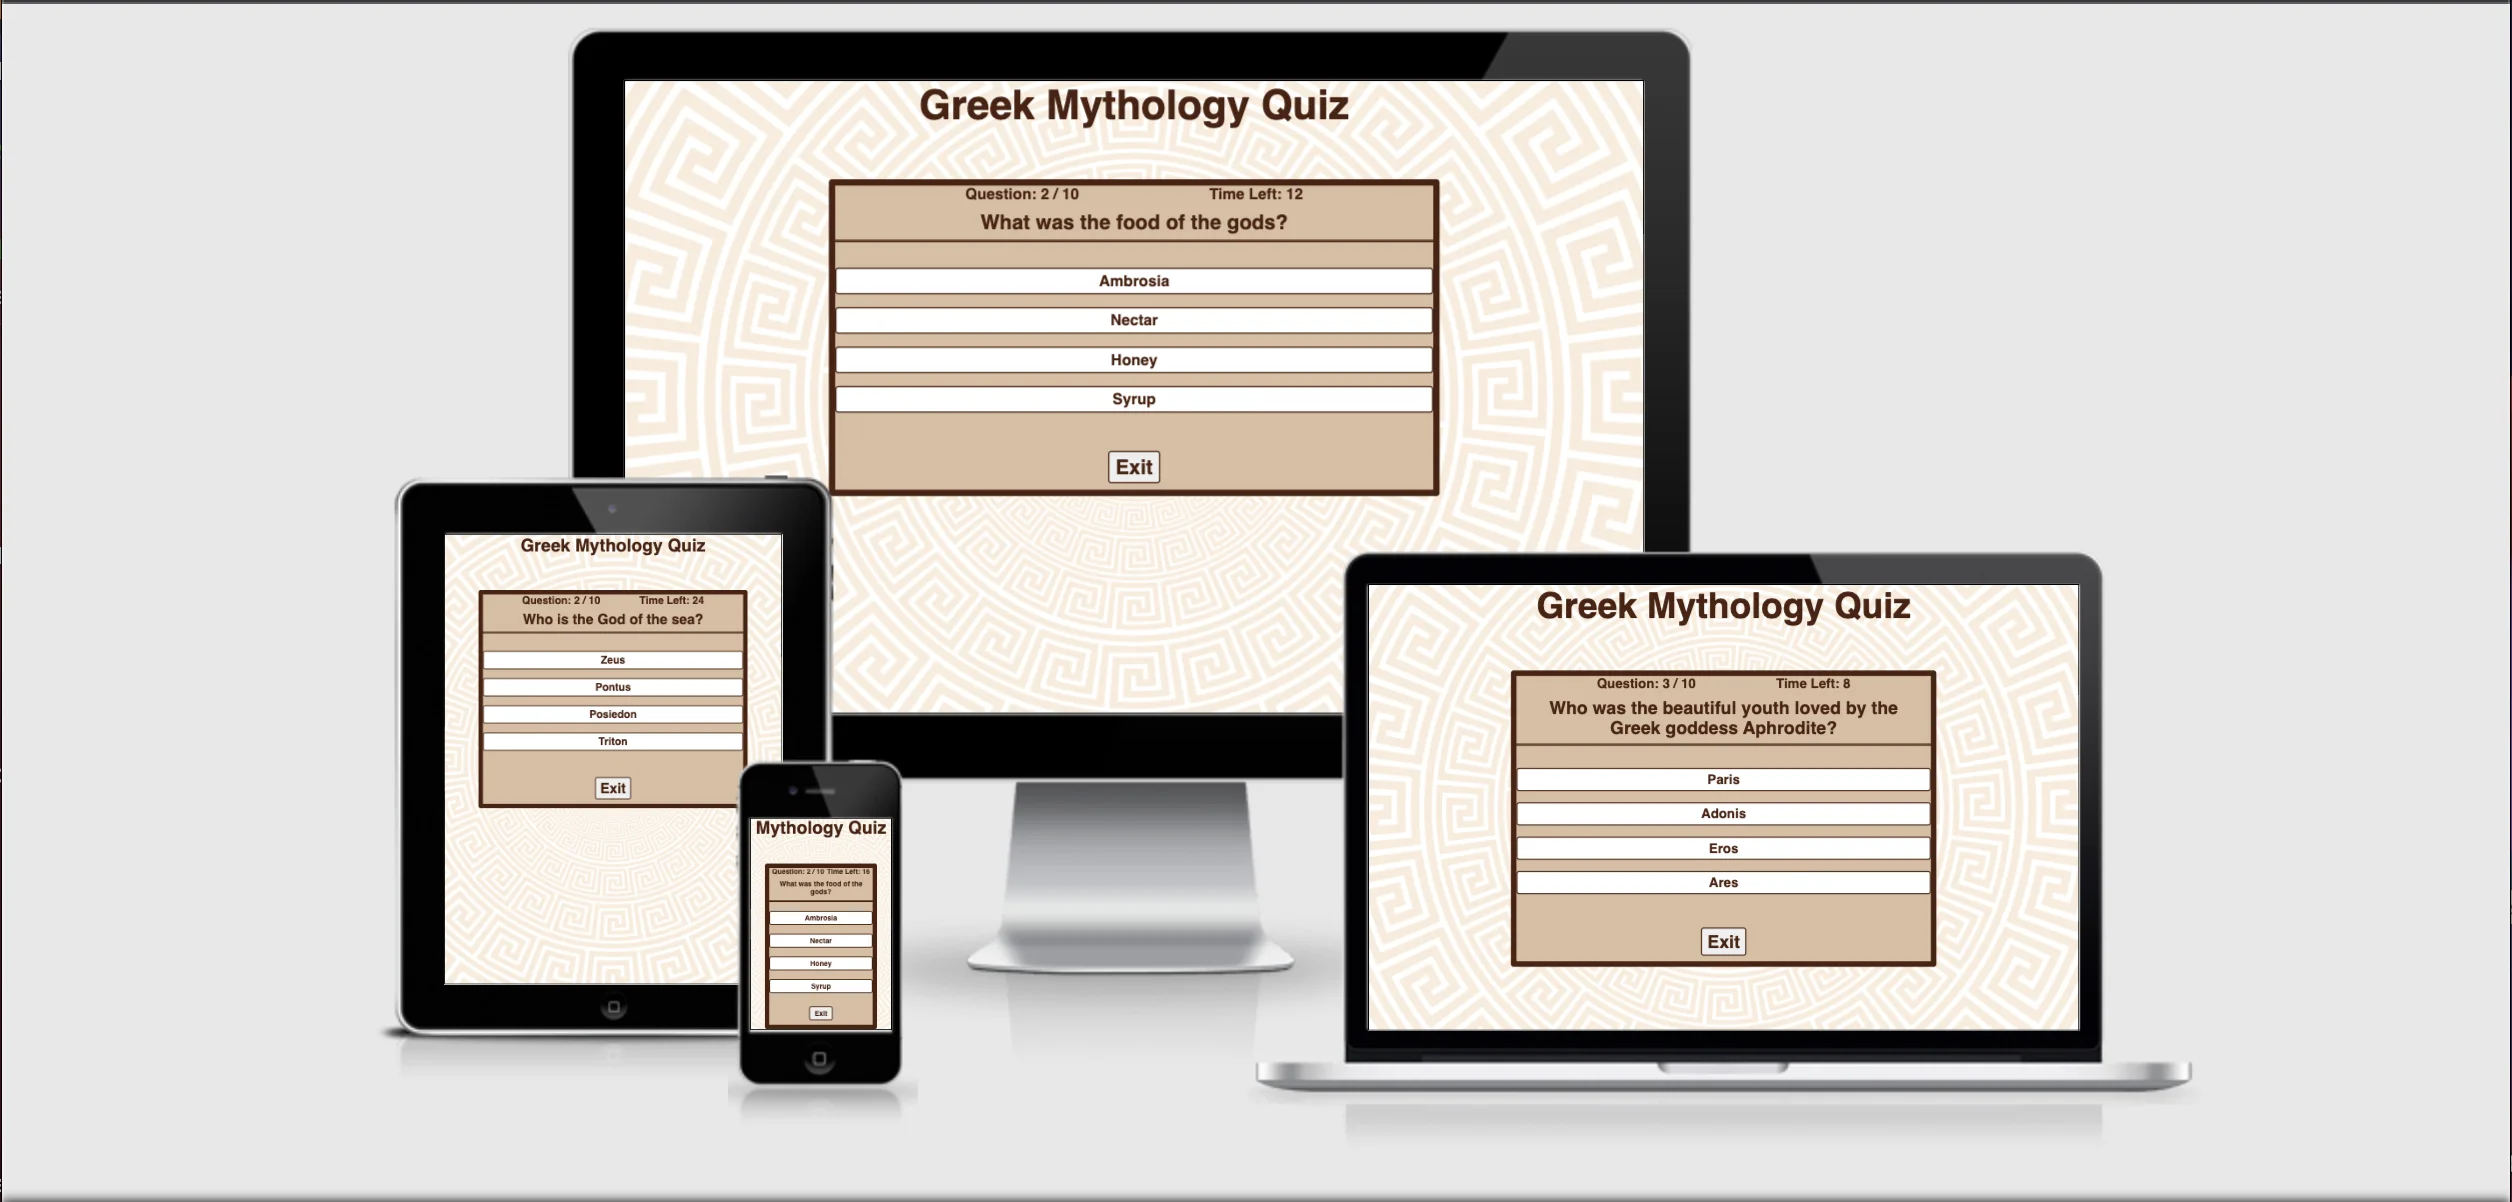 Greek Mythology Quiz
Question: 2 / 10 Time Left: 12
What was the food of the gods?
Ambrosia
Nectar
Honey
Syrup
Exit
Greek Mythology Quiz
Question: 2 / 10 Time Left: 24
Who is the God of the sea?
Zeus
Pontus
Posiedon
Triton
Exit
Mythology Quiz
Question: 2 / 10 Time Left: 16
What was the food of the
gods?
Ambrosia
Nectar
Honey
Syrup
Exit
Greek Mythology Quiz
Question: 3 / 10 Time Left: 8
Who was the beautiful youth loved by the
Greek goddess Aphrodite?
Paris
Adonis
Eros
Ares
Exit